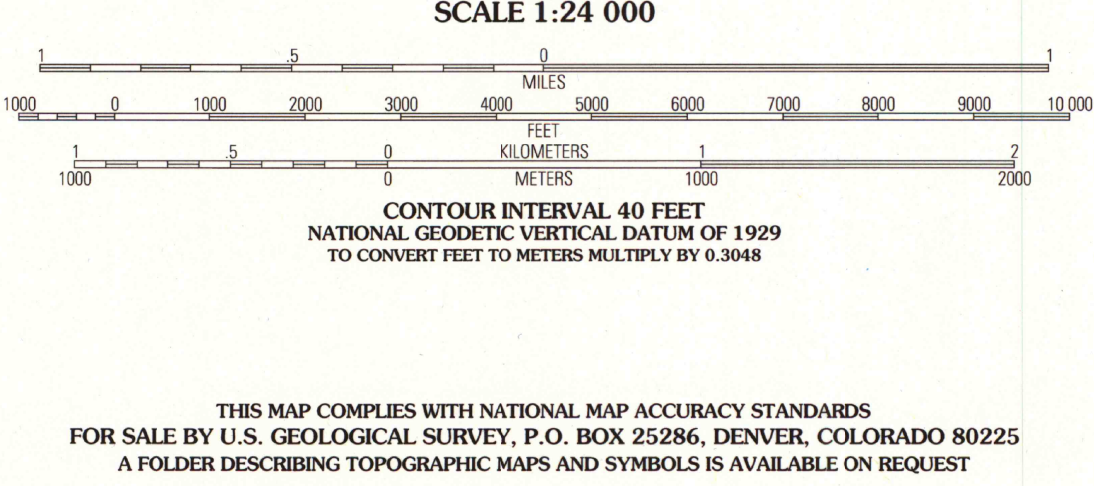 SCALE 1:24 000
1 .5 0 1
MILES
1000 0 1000 2000 3000 4000 5000 6000 7000 8000 9000 10 000
FEET
1 .5 0 KILOMETERS 1 2
1000 0 METERS 1000 2000
CONTOUR INTERVAL 40 FEET
NATIONAL GEODETIC VERTICAL DATUM OF 1929
TO CONVERT FEET TO METERS MULTIPLY BY 0.3048
THIS MAP COMPLIES WITH NATIONAL MAP ACCURACY STANDARDS
FOR SALE BY U.S. GEOLOGICAL SURVEY, P.O. BOX 25286, DENVER, COLORADO 80225
A FOLDER DESCRIBING TOPOGRAPHIC MAPS AND SYMBOLS IS AVAILABLE ON REQUEST